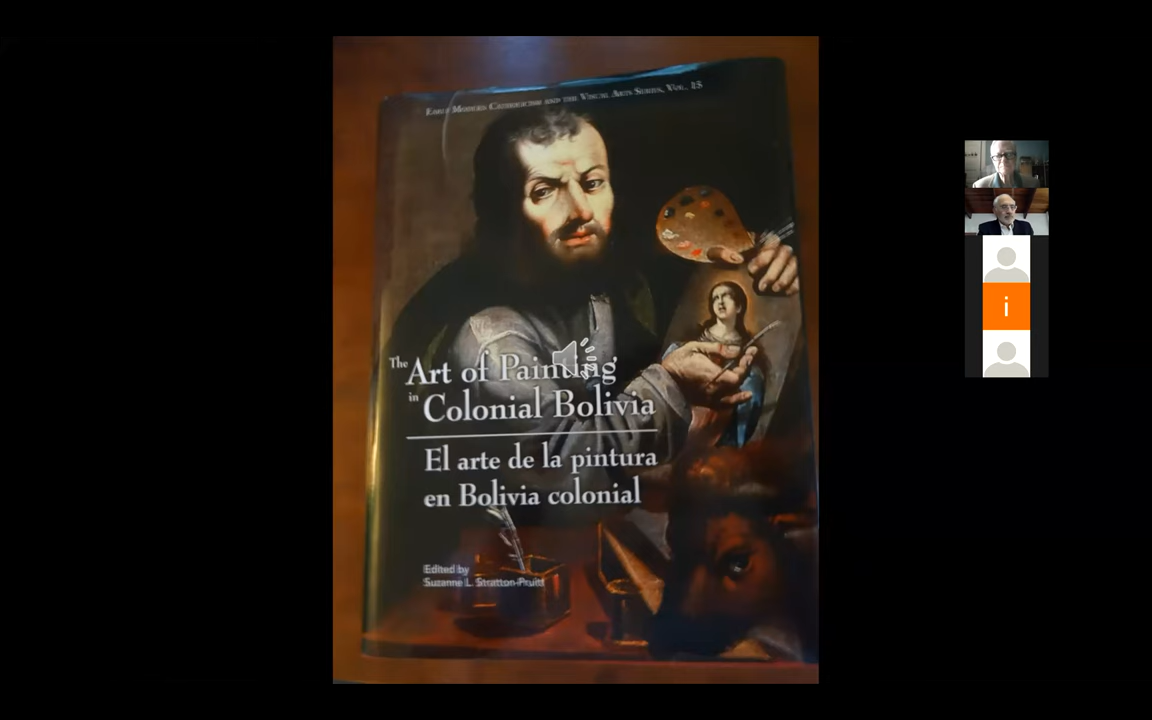 Early Modern Catholicism and the Visual Arts Series, Vol. 15
The Art of Painting
in Colonial Bolivia
El arte de la pintura
en Bolivia colonial
Edited by
Suzanne L. Stratton-Pruitt
i